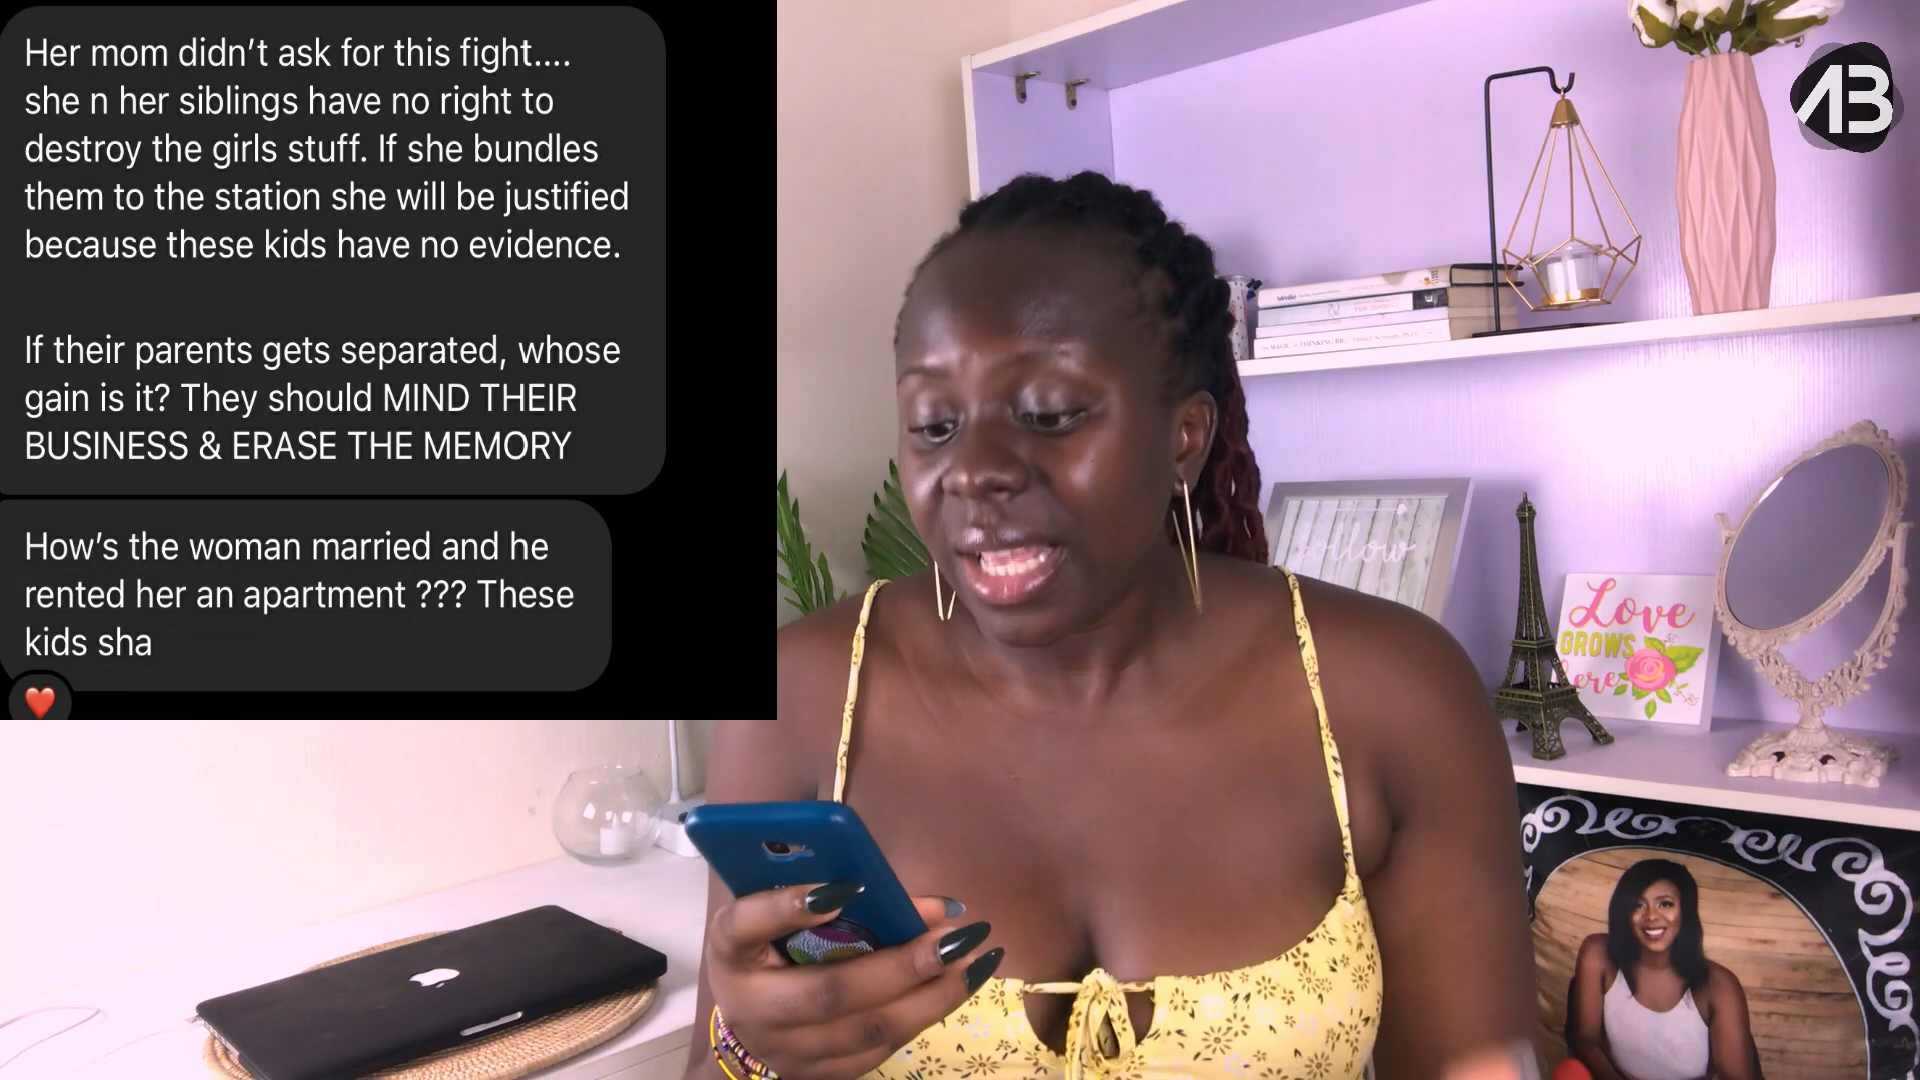 Her mom didn't ask for this fight....
she n her siblings have no right to
destroy the girls stuff. If she bundles
them to the station she will be justified
because these kids have no evidence.
If their parents gets separated, whose
gain is it? They should MIND THEIR
BUSINESS & ERASE THE MEMORY
How's the woman married and he
rented her an apartment ??? These
kids sha
AB
follow
Love
GROWS
here